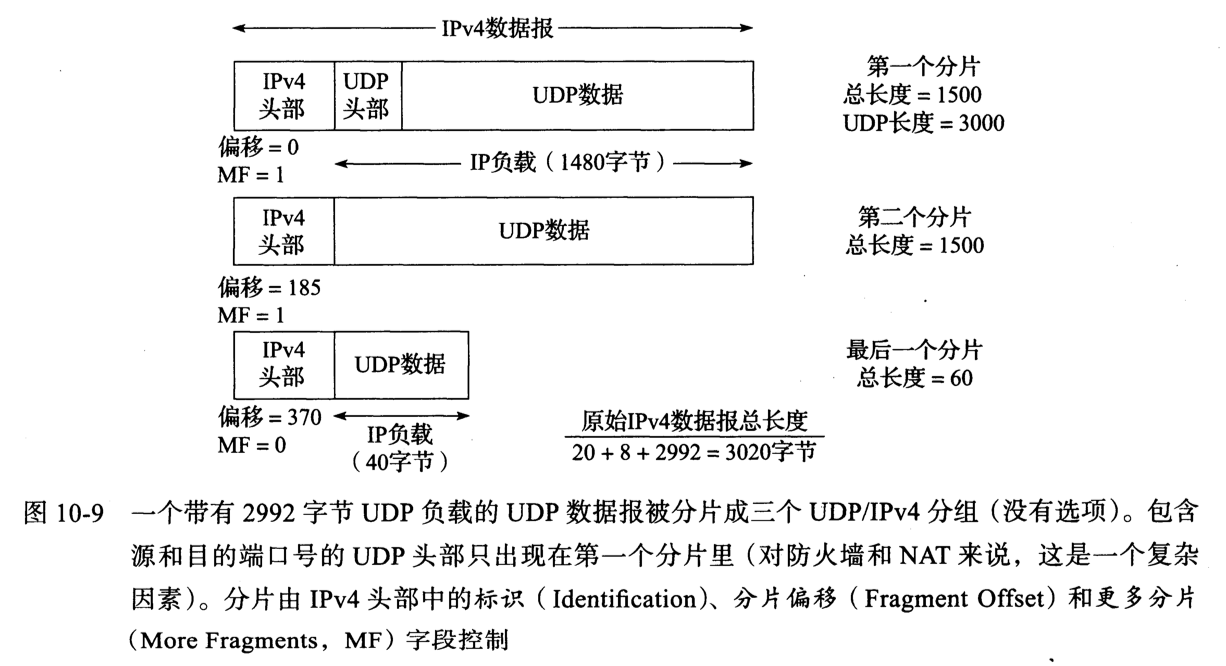 IPv4数据报
IPv4
头部
UDP
头部
UDP数据
第一个分片
总长度 = 1500
UDP长度 = 3000
偏移 = 0
MF = 1
IP负载（1480字节）
IPv4
头部
UDP数据
第二个分片
总长度 = 1500
偏移 = 185
MF = 1
IPv4
头部
UDP数据
最后一个分片
总长度 = 60
偏移 = 370
MF = 0
IP负载
（40字节）
原始IPv4数据报总长度
20 + 8 + 2992 = 3020字节
图 10-9 一个带有 2992 字节 UDP 负载的 UDP 数据报被分片成三个 UDP/IPv4 分组（没有选项）。包含
源和目的端口号的 UDP 头部只出现在第一个分片里（对防火墙和 NAT 来说，这是一个复杂
因素）。分片由 IPv4 头部中的标识（Identification）、分片偏移（Fragment Offset）和更多分片
（More Fragments，MF）字段控制